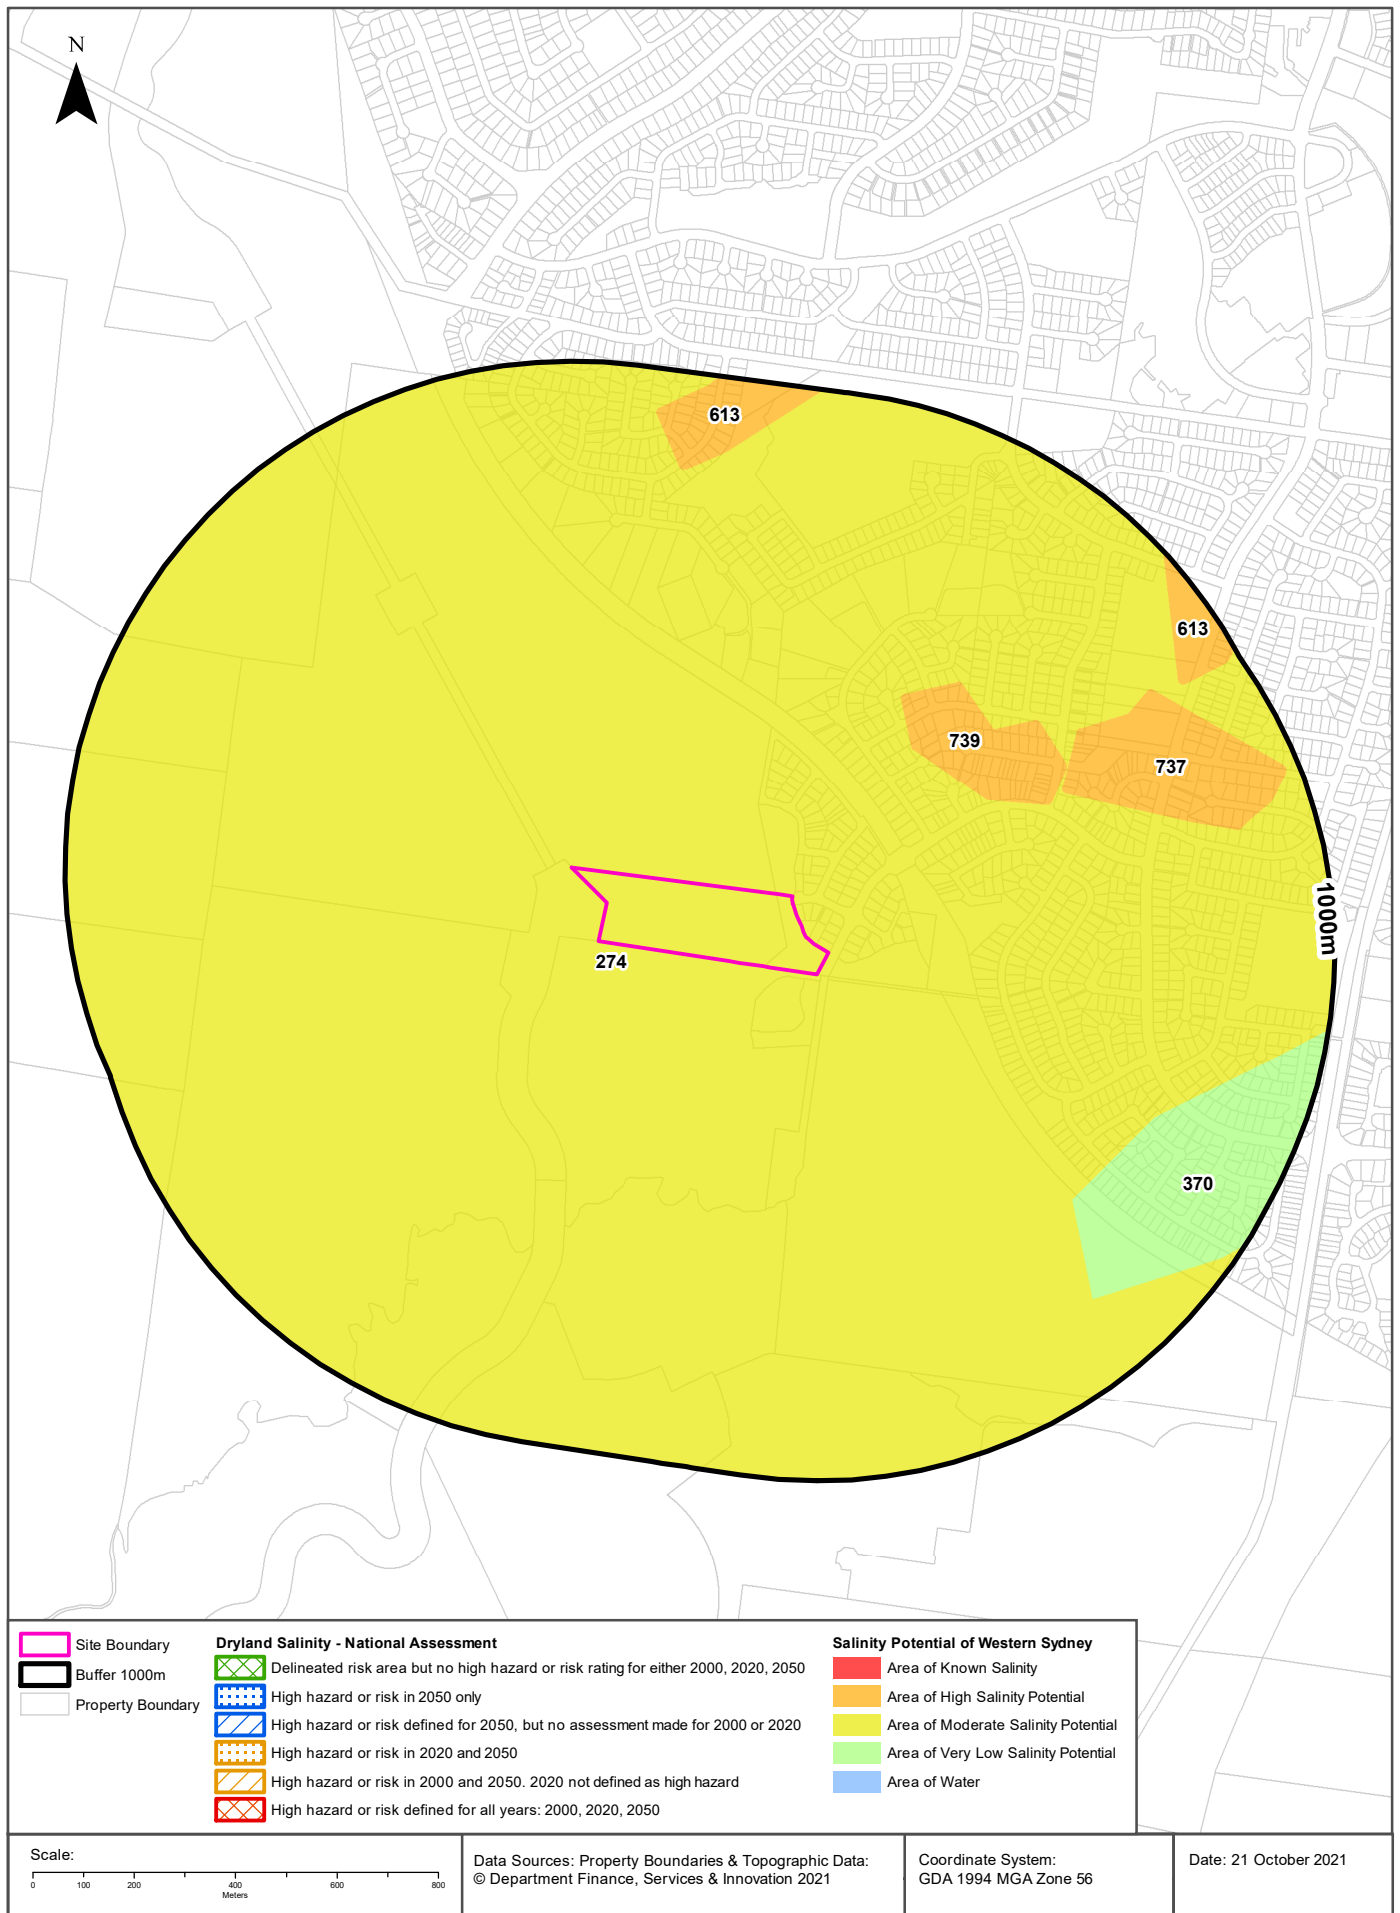 N
613
613
739
737
1000m
274
370
Site Boundary
Buffer 1000m
Property Boundary
Dryland Salinity - National Assessment
Delineated risk area but no high hazard or risk rating for either 2000, 2020, 2050
High hazard or risk in 2050 only
High hazard or risk defined for 2050, but no assessment made for 2000 or 2020
High hazard or risk in 2020 and 2050
High hazard or risk in 2000 and 2050. 2020 not defined as high hazard
High hazard or risk defined for all years: 2000, 2020, 2050
Salinity Potential of Western Sydney
Area of Known Salinity
Area of High Salinity Potential
Area of Moderate Salinity Potential
Area of Very Low Salinity Potential
Area of Water
Scale:
0 100 200 400 600 800
Meters
Data Sources: Property Boundaries & Topographic Data:
© Department Finance, Services & Innovation 2021
Coordinate System:
GDA 1994 MGA Zone 56
Date: 21 October 2021